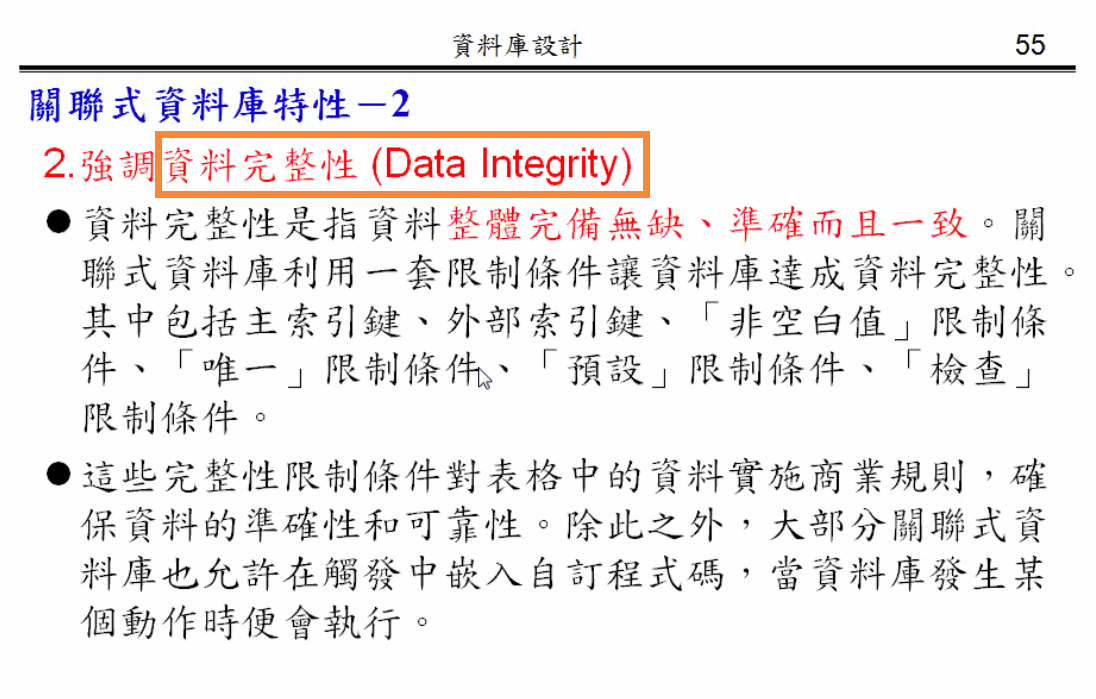 資料庫設計
55
關聯式資料庫特性－2
2.強調資料完整性 (Data Integrity)
●資料完整性是指資料整體完備無缺、準確而且一致。關
聯式資料庫利用一套限制條件讓資料庫達成資料完整性。
其中包括主索引鍵、外部索引鍵、「非空白值」限制條
件、「唯一」限制條件、「預設」限制條件、「檢查」
限制條件。
●這些完整性限制條件對表格中的資料實施商業規則，確
保資料的準確性和可靠性。除此之外，大部分關聯式資
料庫也允許在觸發中嵌入自訂程式碼，當資料庫發生某
個動作時便會執行。